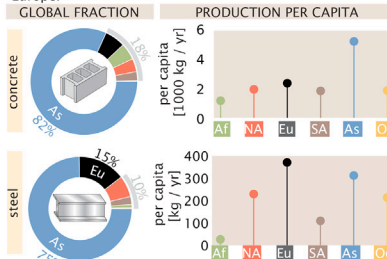 Europe.
GLOBAL FRACTION
PRODUCTION PER CAPITA
concrete
18%
As
82%
per capita
[1000 kg / yr]
6
4
2
0
Af NA Eu SA As
steel
15%
Eu
10%
As
per capita
[kg / yr]
400
300
200
100
0
Af NA Eu SA As